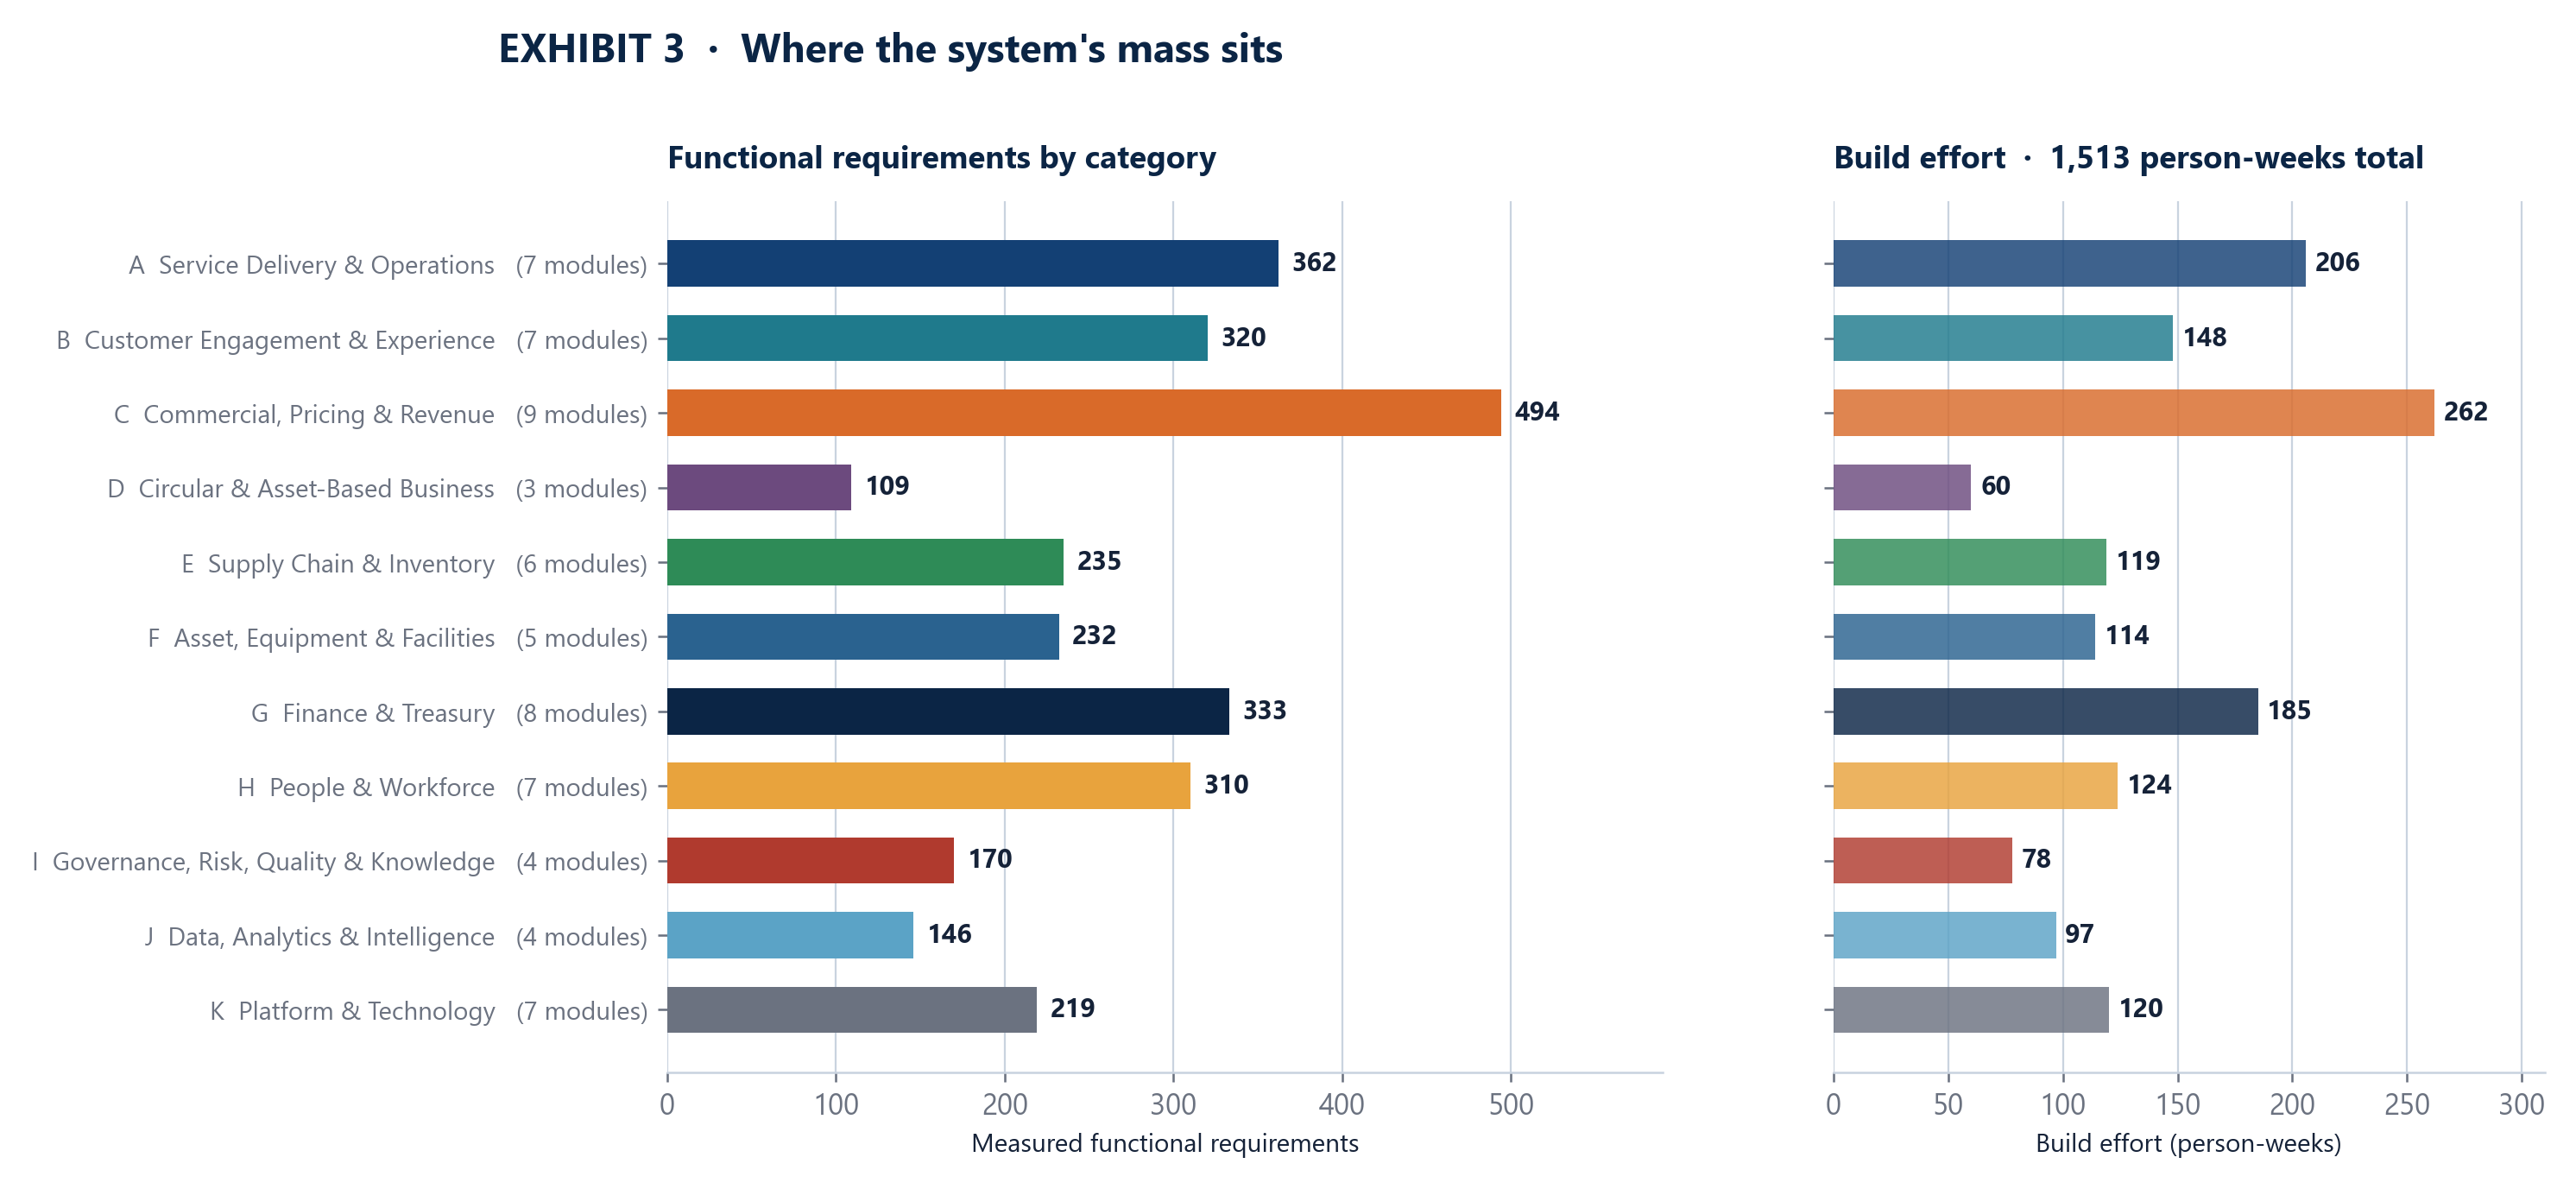 EXHIBIT 3 · Where the system's mass sits
Functional requirements by category
A Service Delivery & Operations (7 modules) 362
B Customer Engagement & Experience (7 modules) 320
C Commercial, Pricing & Revenue (9 modules) 494
D Circular & Asset-Based Business (3 modules) 109
E Supply Chain & Inventory (6 modules) 235
F Asset, Equipment & Facilities (5 modules) 232
G Finance & Treasury (8 modules) 333
H People & Workforce (7 modules) 310
I Governance, Risk, Quality & Knowledge (4 modules) 170
J Data, Analytics & Intelligence (4 modules) 146
K Platform & Technology (7 modules) 219
0 100 200 300 400 500
Measured functional requirements
Build effort · 1,513 person-weeks total
206
148
262
60
119
114
185
124
78
97
120
0 50 100 150 200 250 300
Build effort (person-weeks)